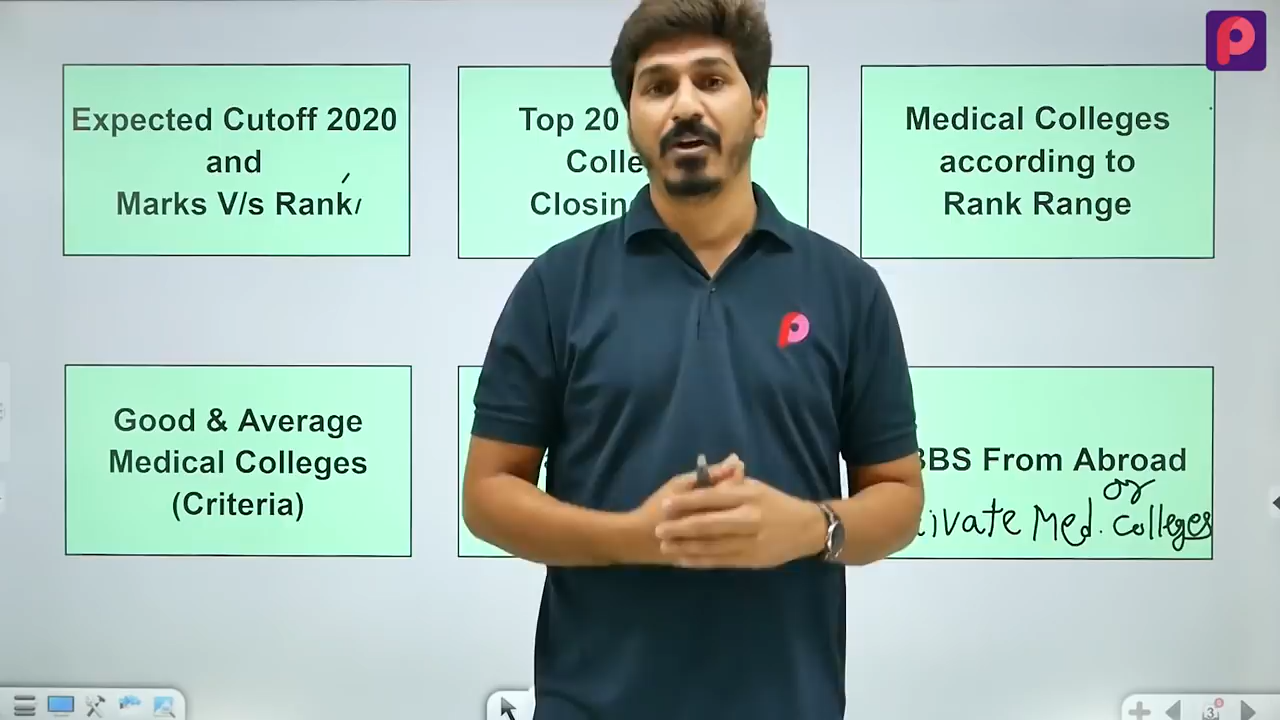 Expected Cutoff 2020
and
Marks V/s Rank
Top 20
Closin
Medical Colleges
according to
Rank Range
Good & Average
Medical Colleges
(Criteria)
BBS From Abroad
or
ivate Med. Colleges
3